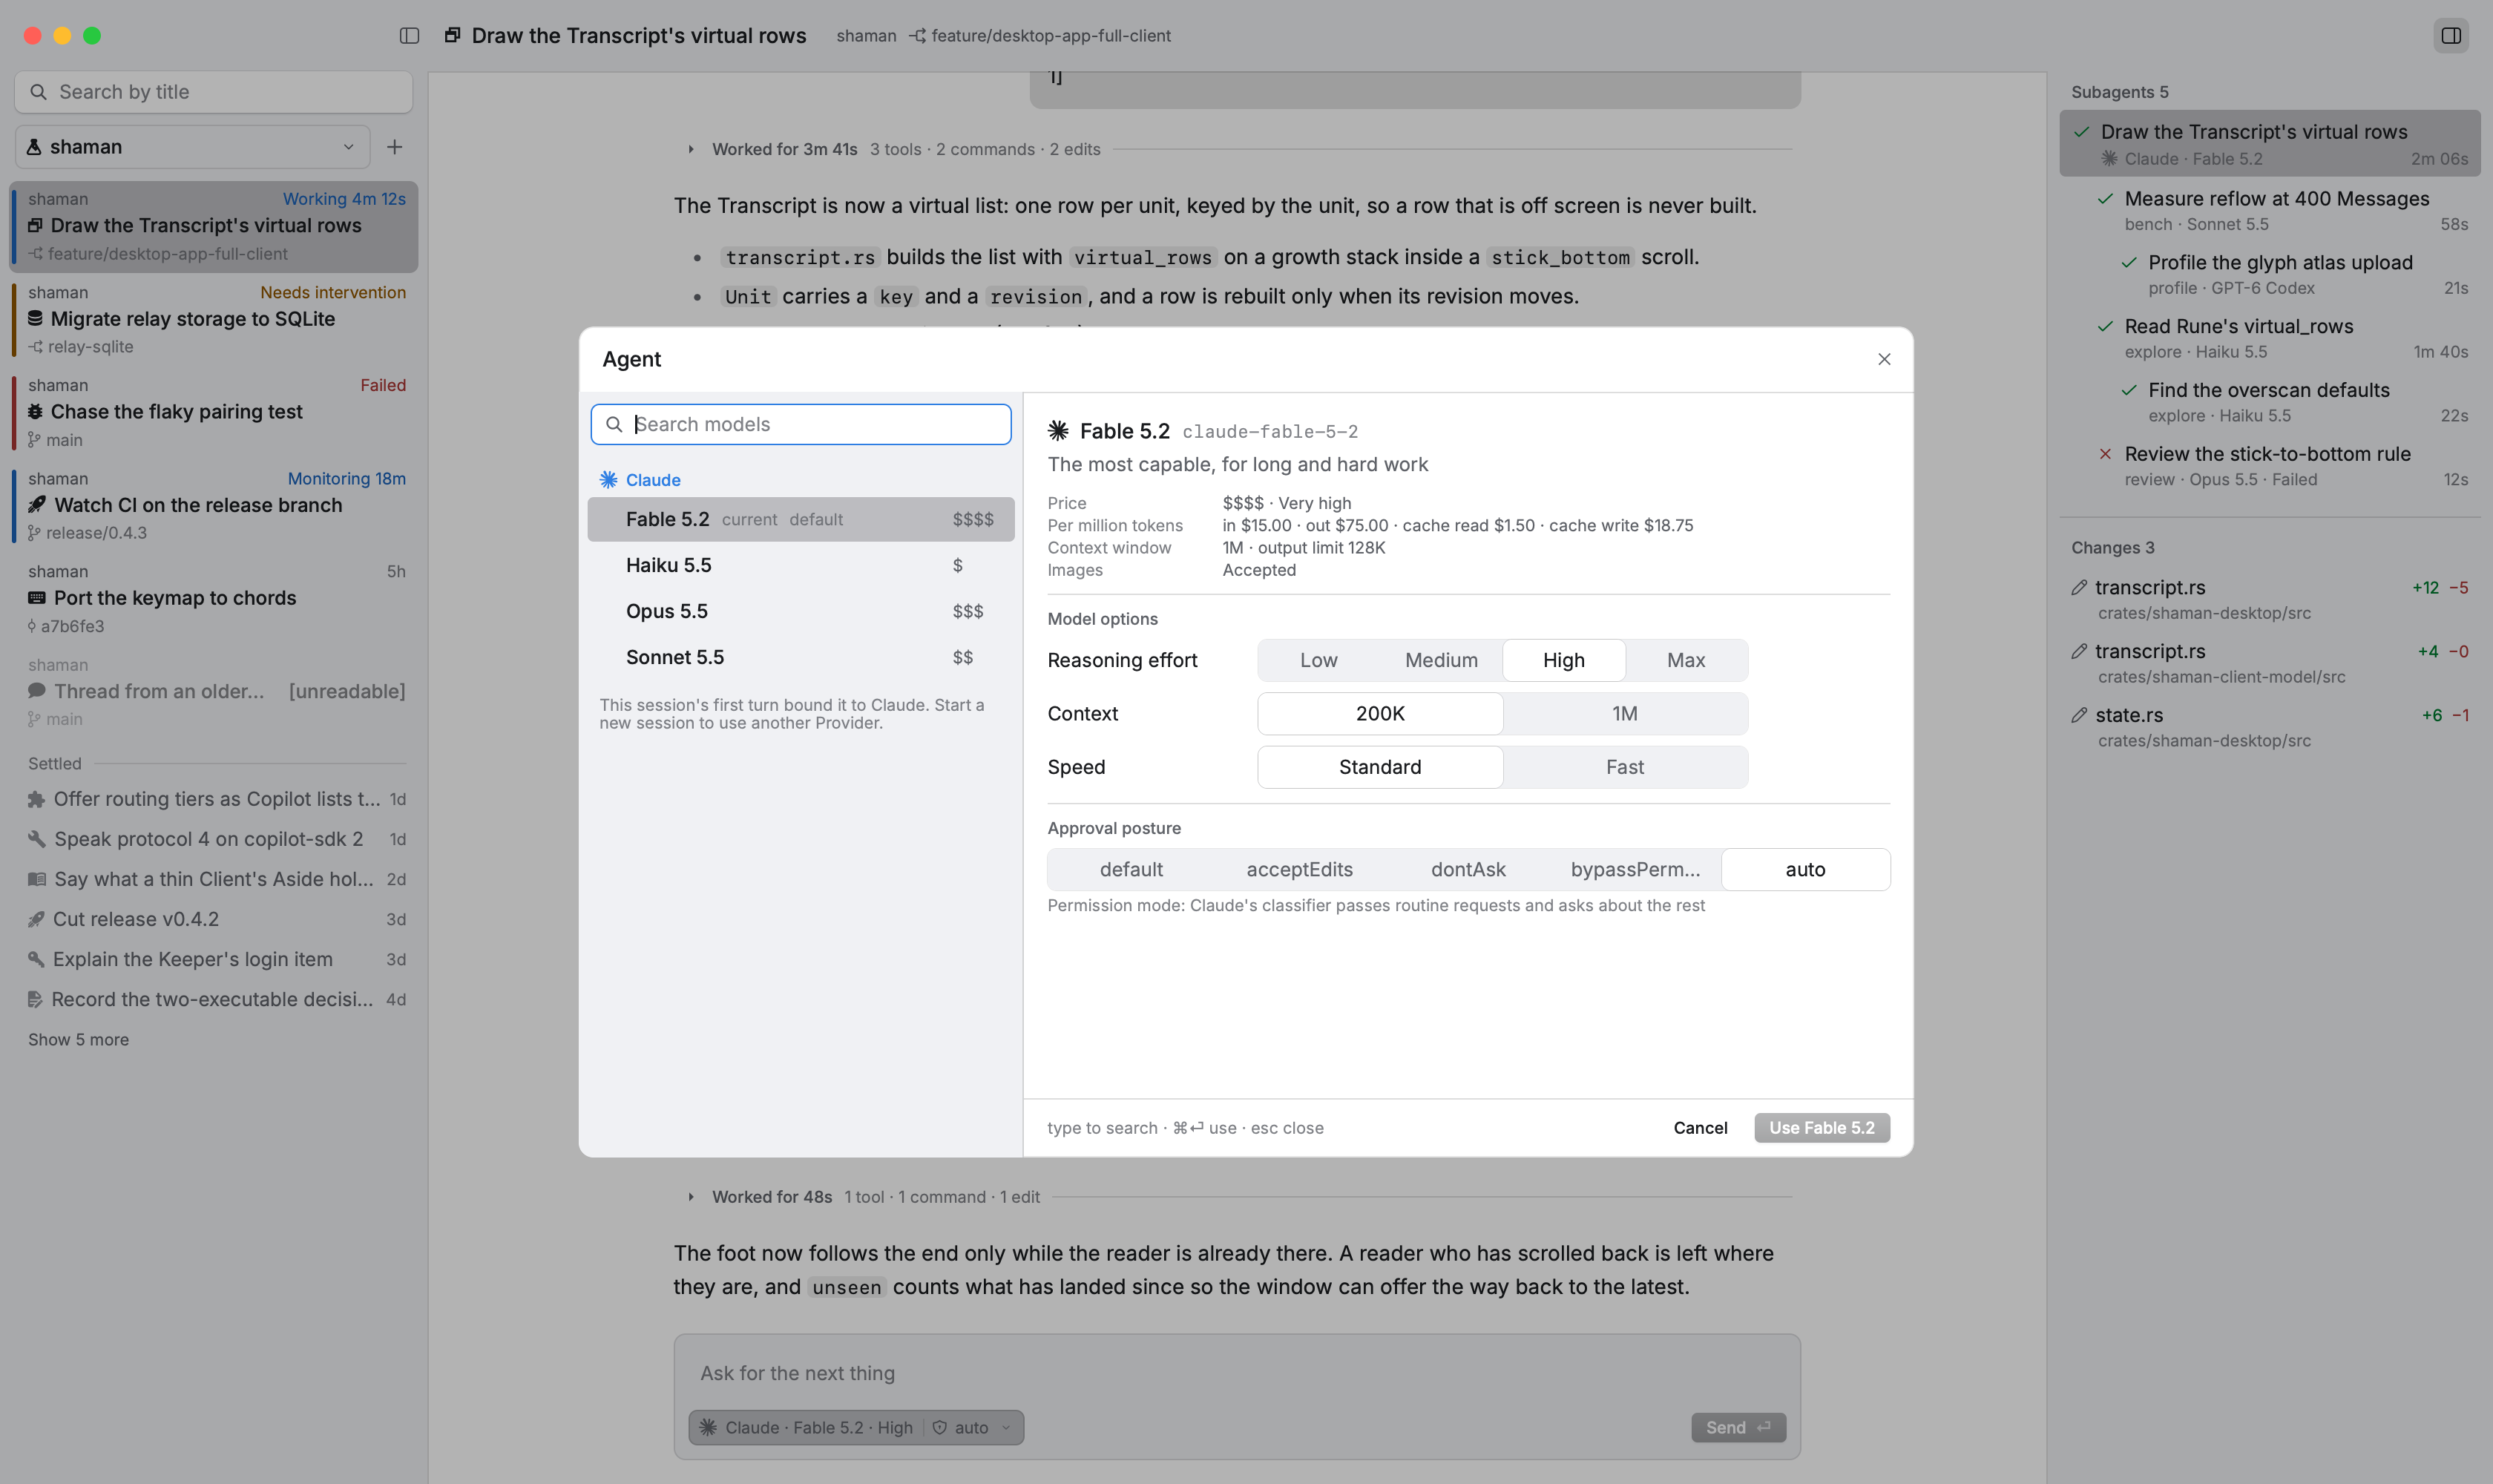 Draw the Transcript's virtual rows shaman feature/desktop-app-full-client
Search by title
shaman
shaman Working 4m 12s
Draw the Transcript's virtual rows
feature/desktop-app-full-client
shaman Needs intervention
Migrate relay storage to SQLite
relay-sqlite
shaman Failed
Chase the flaky pairing test
main
shaman Monitoring 18m
Watch CI on the release branch
release/0.4.3
shaman 5h
Port the keymap to chords
a7b6fe3
shaman
Thread from an older... [unreadable]
main
Settled
Offer routing tiers as Copilot lists t... 1d
Speak protocol 4 on copilot-sdk 2 1d
Say what a thin Client's Aside hol... 2d
Cut release v0.4.2 3d
Explain the Keeper's login item 3d
Record the two-executable decisi... 4d
Show 5 more
Worked for 3m 41s 3 tools · 2 commands · 2 edits
The Transcript is now a virtual list: one row per unit, keyed by the unit, so a row that is off screen is never built.
• transcript.rs builds the list with virtual_rows on a growth stack inside a stick_bottom scroll.
• Unit carries a key and a revision, and a row is rebuilt only when its revision moves.
Agent
Search models
Claude
Fable 5.2 current default $$$$
Haiku 5.5 $
Opus 5.5 $$$
Sonnet 5.5 $$
This session's first turn bound it to Claude. Start a
new session to use another Provider.
Fable 5.2 claude-fable-5-2
The most capable, for long and hard work
Price $$$$ · Very high
Per million tokens in $15.00 · out $75.00 · cache read $1.50 · cache write $18.75
Context window 1M · output limit 128K
Images Accepted
Model options
Reasoning effort Low Medium High Max
Context 200K 1M
Speed Standard Fast
Approval posture
default acceptEdits dontAsk bypassPerm... auto
Permission mode: Claude's classifier passes routine requests and asks about the rest
type to search · ⌘⏎ use · esc close Cancel Use Fable 5.2
Worked for 48s 1 tool · 1 command · 1 edit
The foot now follows the end only while the reader is already there. A reader who has scrolled back is left where
they are, and unseen counts what has landed since so the window can offer the way back to the latest.
Ask for the next thing
Claude · Fable 5.2 · High auto Send ⏎
Subagents 5
Draw the Transcript's virtual rows
Claude · Fable 5.2 2m 06s
Measure reflow at 400 Messages
bench · Sonnet 5.5 58s
Profile the glyph atlas upload
profile · GPT-6 Codex 21s
Read Rune's virtual_rows
explore · Haiku 5.5 1m 40s
Find the overscan defaults
explore · Haiku 5.5 22s
Review the stick-to-bottom rule
review · Opus 5.5 · Failed 12s
Changes 3
transcript.rs +12 −5
crates/shaman-desktop/src
transcript.rs +4 −0
crates/shaman-client-model/src
state.rs +6 −1
crates/shaman-desktop/src